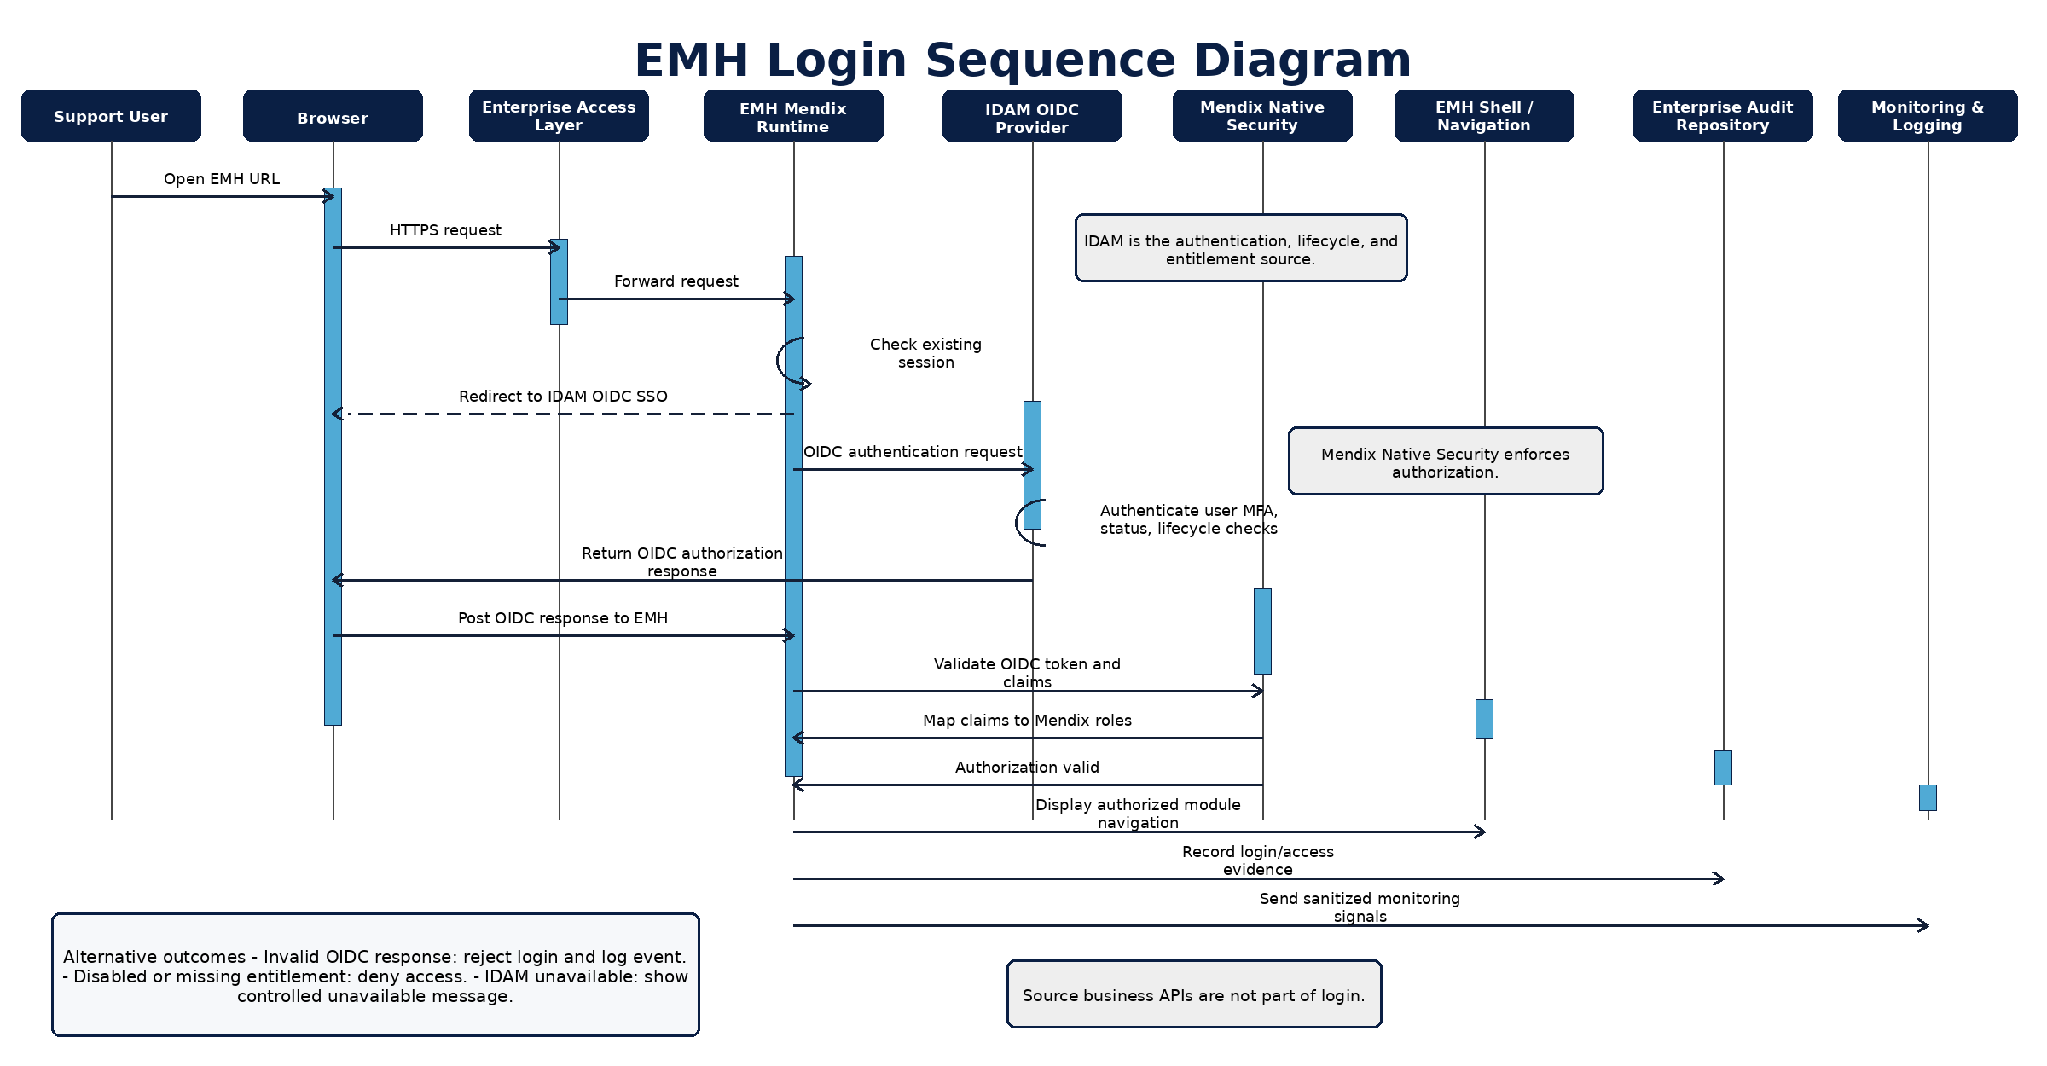 EMH Login Sequence Diagram
Support User
Browser
Enterprise Access
Layer
EMH Mendix
Runtime
IDAM OIDC
Provider
Mendix Native
Security
EMH Shell /
Navigation
Enterprise Audit
Repository
Monitoring &
Logging
Open EMH URL
HTTPS request
IDAM is the authentication, lifecycle, and
entitlement source.
Forward request
Check existing
session
Redirect to IDAM OIDC SSO
OIDC authentication request
Mendix Native Security enforces
authorization.
Authenticate user MFA,
status, lifecycle checks
Return OIDC authorization
response
Post OIDC response to EMH
Validate OIDC token and
claims
Map claims to Mendix roles
Authorization valid
Display authorized module
navigation
Record login/access
evidence
Send sanitized monitoring
signals
Alternative outcomes - Invalid OIDC response: reject login and log event.
- Disabled or missing entitlement: deny access. - IDAM unavailable: show
controlled unavailable message.
Source business APIs are not part of login.